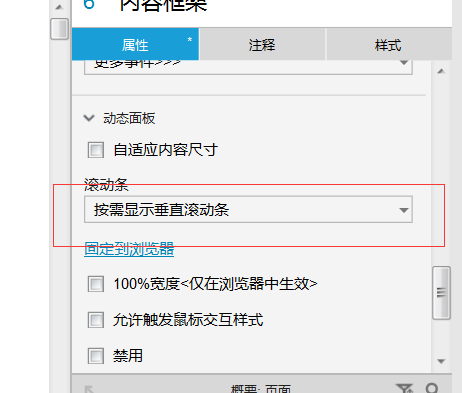 6 内容框架
属性 * 注释 样式
更多事件>>>
动态面板
自适应内容尺寸
滚动条
按需显示垂直滚动条
固定到浏览器
100%宽度<仅在浏览器中生效>
允许触发鼠标交互样式
禁用
概要: 页面